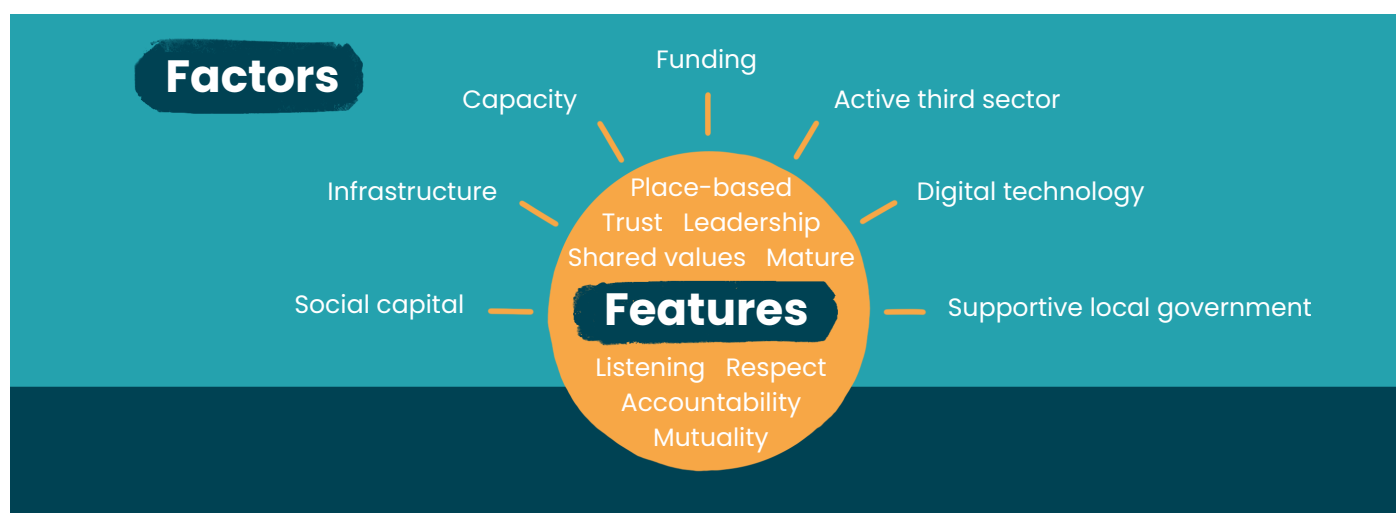 Factors
Funding
Capacity
Active third sector
Infrastructure
Digital technology
Social capital
Supportive local government
Place-based
Trust Leadership
Shared values Mature
Features
Listening Respect
Accountability
Mutuality